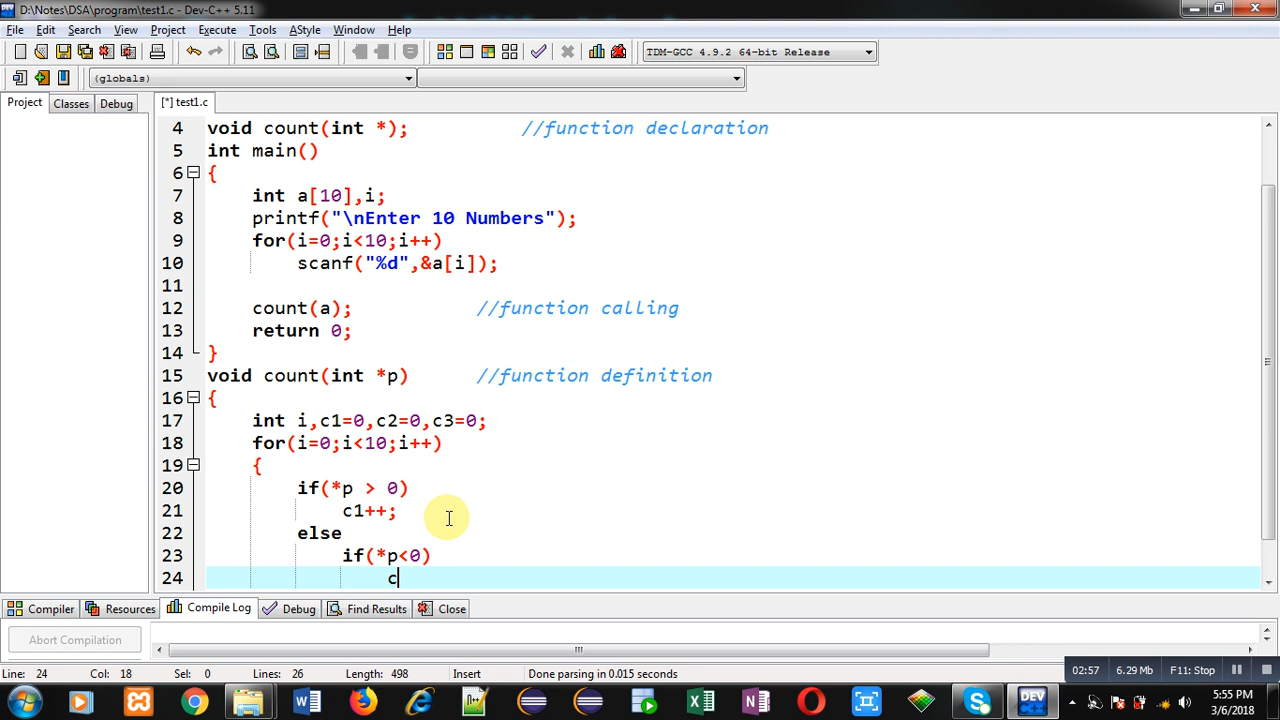 D:\Notes\DSA\program\test1.c - Dev-C++ 5.11
File Edit Search View Project Execute Tools AStyle Window Help
TDM-GCC 4.9.2 64-bit Release
(globals)
Project Classes Debug [*] test1.c
4 void count(int *); //function declaration
5 int main()
6 {
7 int a[10],i;
8 printf("\nEnter 10 Numbers");
9 for(i=0;i<10;i++)
10 scanf("%d",&a[i]);
11
12 count(a); //function calling
13 return 0;
14 }
15 void count(int *p) //function definition
16 {
17 int i,c1=0,c2=0,c3=0;
18 for(i=0;i<10;i++)
19 {
20 if(*p > 0)
21 c1++;
22 else
23 if(*p<0)
24 c
Compiler Resources Compile Log Debug Find Results Close
Abort Compilation
Line: 24 Col: 18 Sel: 0 Lines: 26 Length: 498 Insert Done parsing in 0.015 seconds
02:57 6.29 Mb F11: Stop
DEV
5:55 PM
3/6/2018